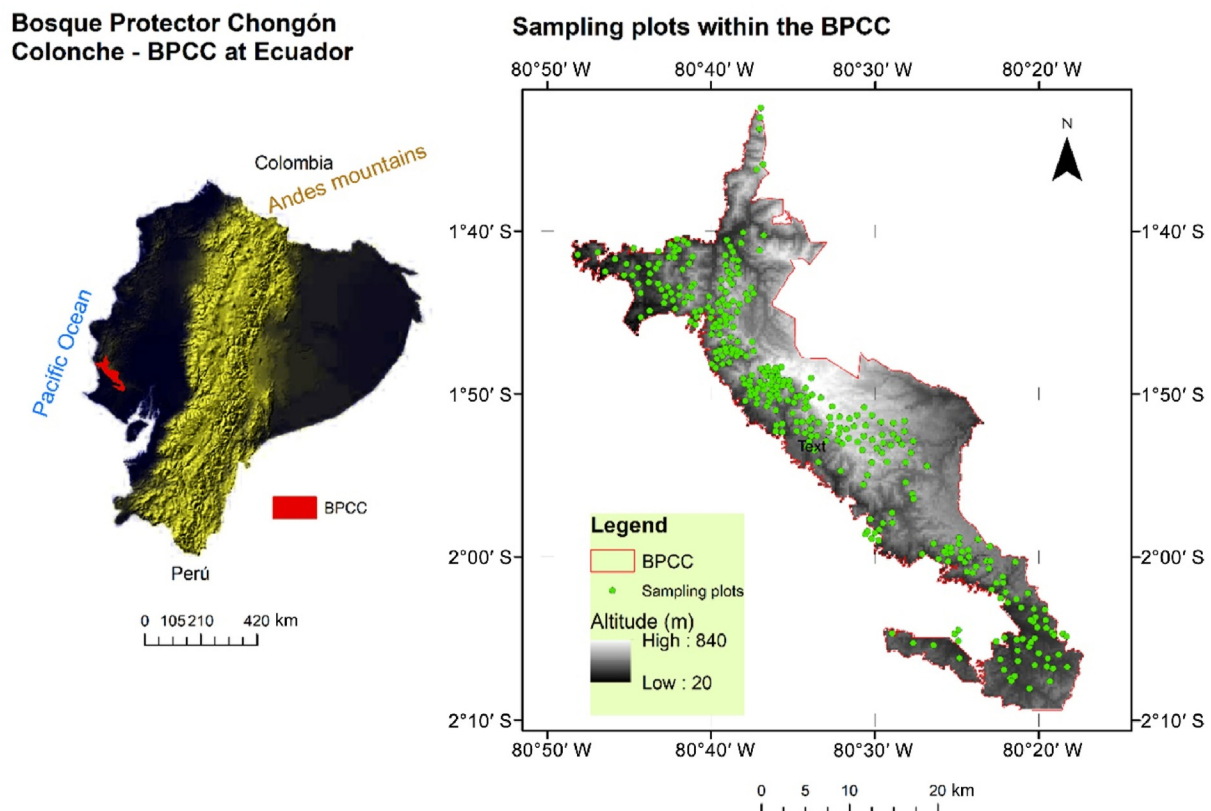 Bosque Protector Chongón
Colonche - BPCC at Ecuador
Colombia
Andes mountains
Pacific Ocean
BPCC
Perú
0 105 210 420 km
Sampling plots within the BPCC
80°50' W 80°40' W 80°30' W 80°20' W
N
1°40' S 1°40' S
1°50' S 1°50' S
Text
2°00' S 2°00' S
2°10' S 2°10' S
Legend
BPCC
Sampling plots
Altitude (m)
High : 840
Low : 20
80°50' W 80°40' W 80°30' W 80°20' W
0 5 10 20 km